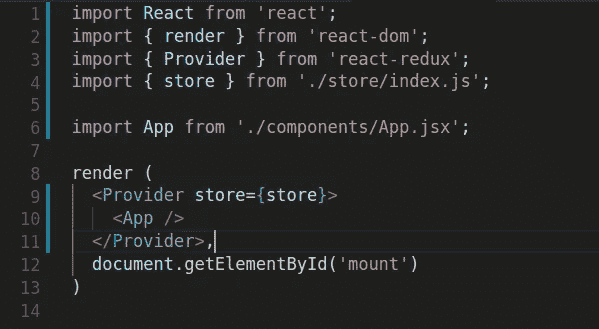 1 import React from 'react';
2 import { render } from 'react-dom';
3 import { Provider } from 'react-redux';
4 import { store } from './store/index.js';
5
6 import App from './components/App.jsx';
7
8 render (
9   <Provider store={store}>
10     <App />
11   </Provider>,
12   document.getElementById('mount')
13 )
14